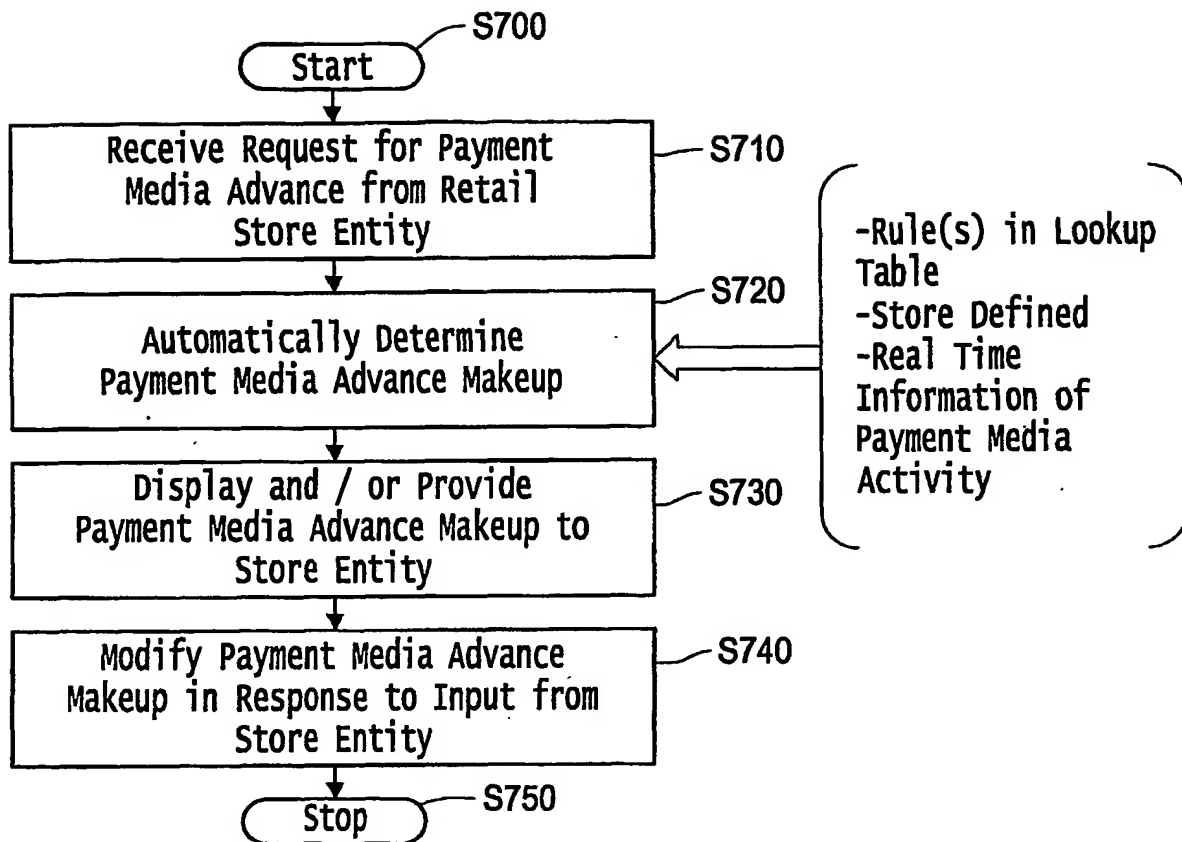 S700
Start
Receive Request for Payment
Media Advance from Retail
Store Entity
S710
Automatically Determine
Payment Media Advance Makeup
S720
-Rule(s) in Lookup
Table
-Store Defined
-Real Time
Information of
Payment Media
Activity
Display and / or Provide
Payment Media Advance Makeup to
Store Entity
S730
Modify Payment Media Advance
Makeup in Response to Input from
Store Entity
S740
Stop
S750